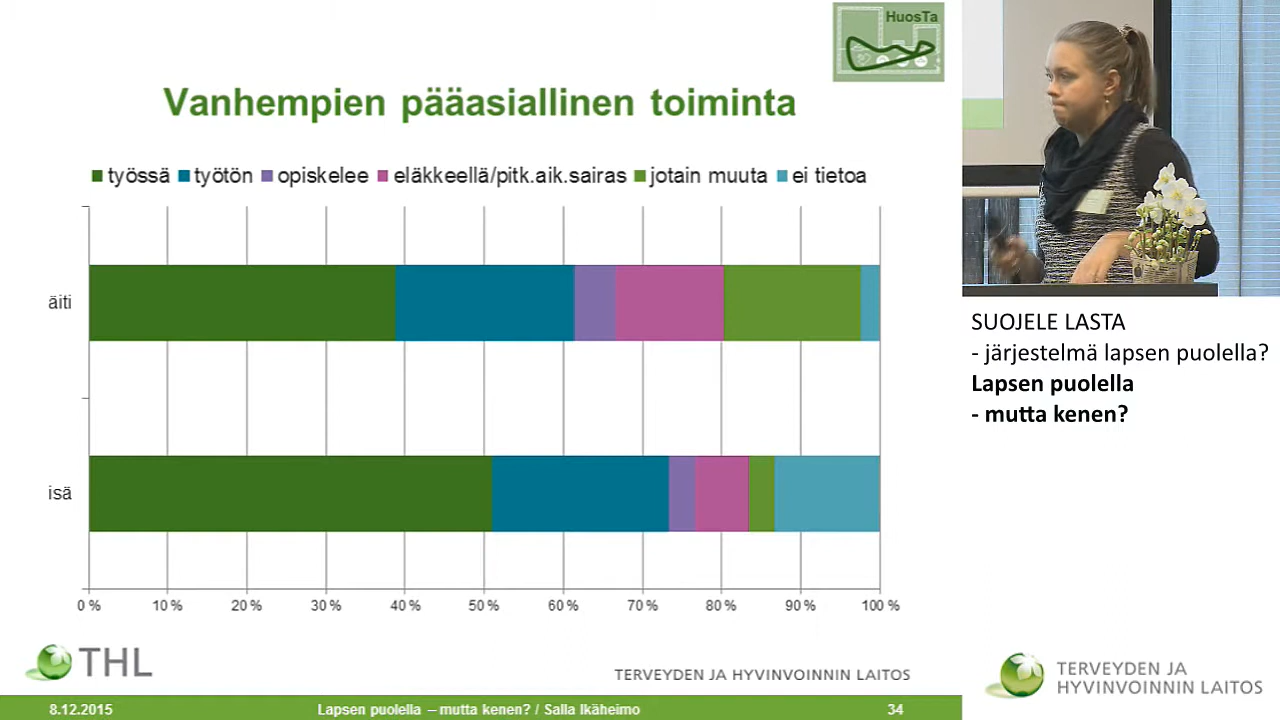 HuosTa
Vanhempien pääasiallinen toiminta
työssä työtön opiskelee eläkkeellä/pitk.aik.sairas jotain muuta ei tietoa
äiti
isä
0 % 10 % 20 % 30 % 40 % 50 % 60 % 70 % 80 % 90 % 100 %
THL
TERVEYDEN JA HYVINVOINNIN LAITOS
8.12.2015 Lapsen puolella – mutta kenen? / Salla Ikäheimo 34
SUOJELE LASTA
- järjestelmä lapsen puolella?
Lapsen puolella
- mutta kenen?
TERVEYDEN JA
HYVINVOINNIN LAITOS